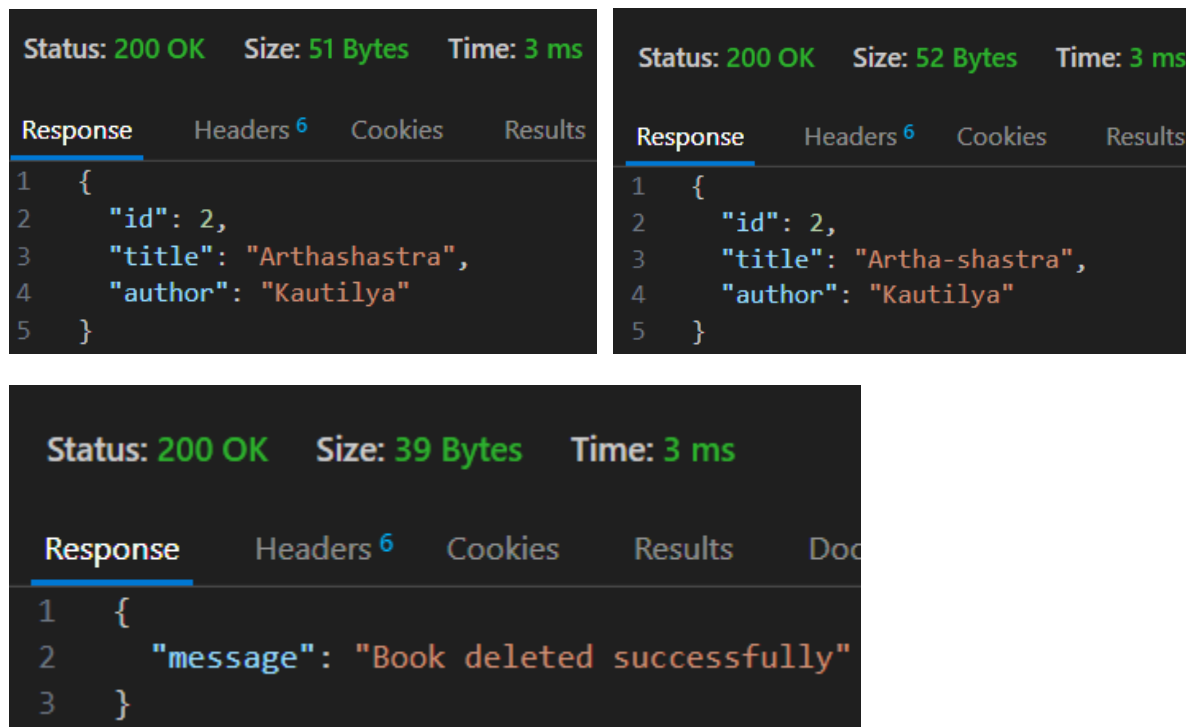 Status: 200 OK Size: 51 Bytes Time: 3 ms
Response Headers 6 Cookies Results
1 {
2 "id": 2,
3 "title": "Arthashastra",
4 "author": "Kautilya"
5 }
Status: 200 OK Size: 52 Bytes Time: 3 ms
Response Headers 6 Cookies Results
1 {
2 "id": 2,
3 "title": "Artha-shastra",
4 "author": "Kautilya"
5 }
Status: 200 OK Size: 39 Bytes Time: 3 ms
Response Headers 6 Cookies Results Doc
1 {
2 "message": "Book deleted successfully"
3 }